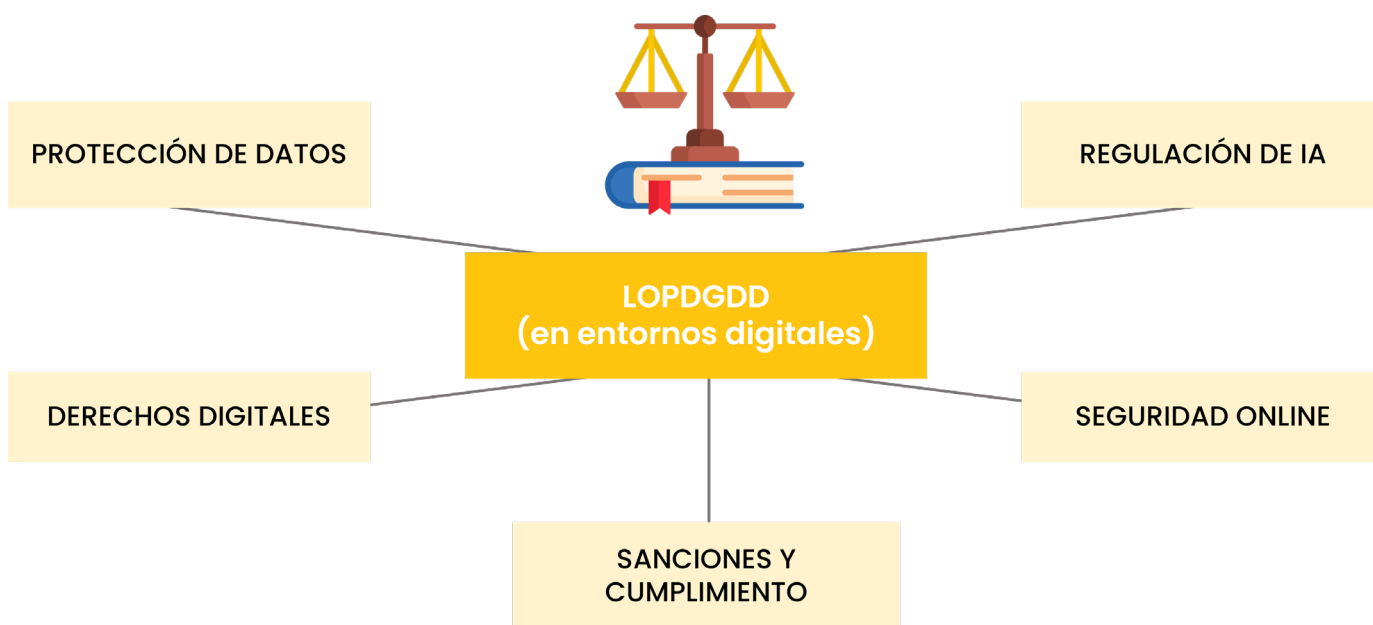 PROTECCIÓN DE DATOS
REGULACIÓN DE IA
LOPDGDD
(en entornos digitales)
DERECHOS DIGITALES
SEGURIDAD ONLINE
SANCIONES Y
CUMPLIMIENTO